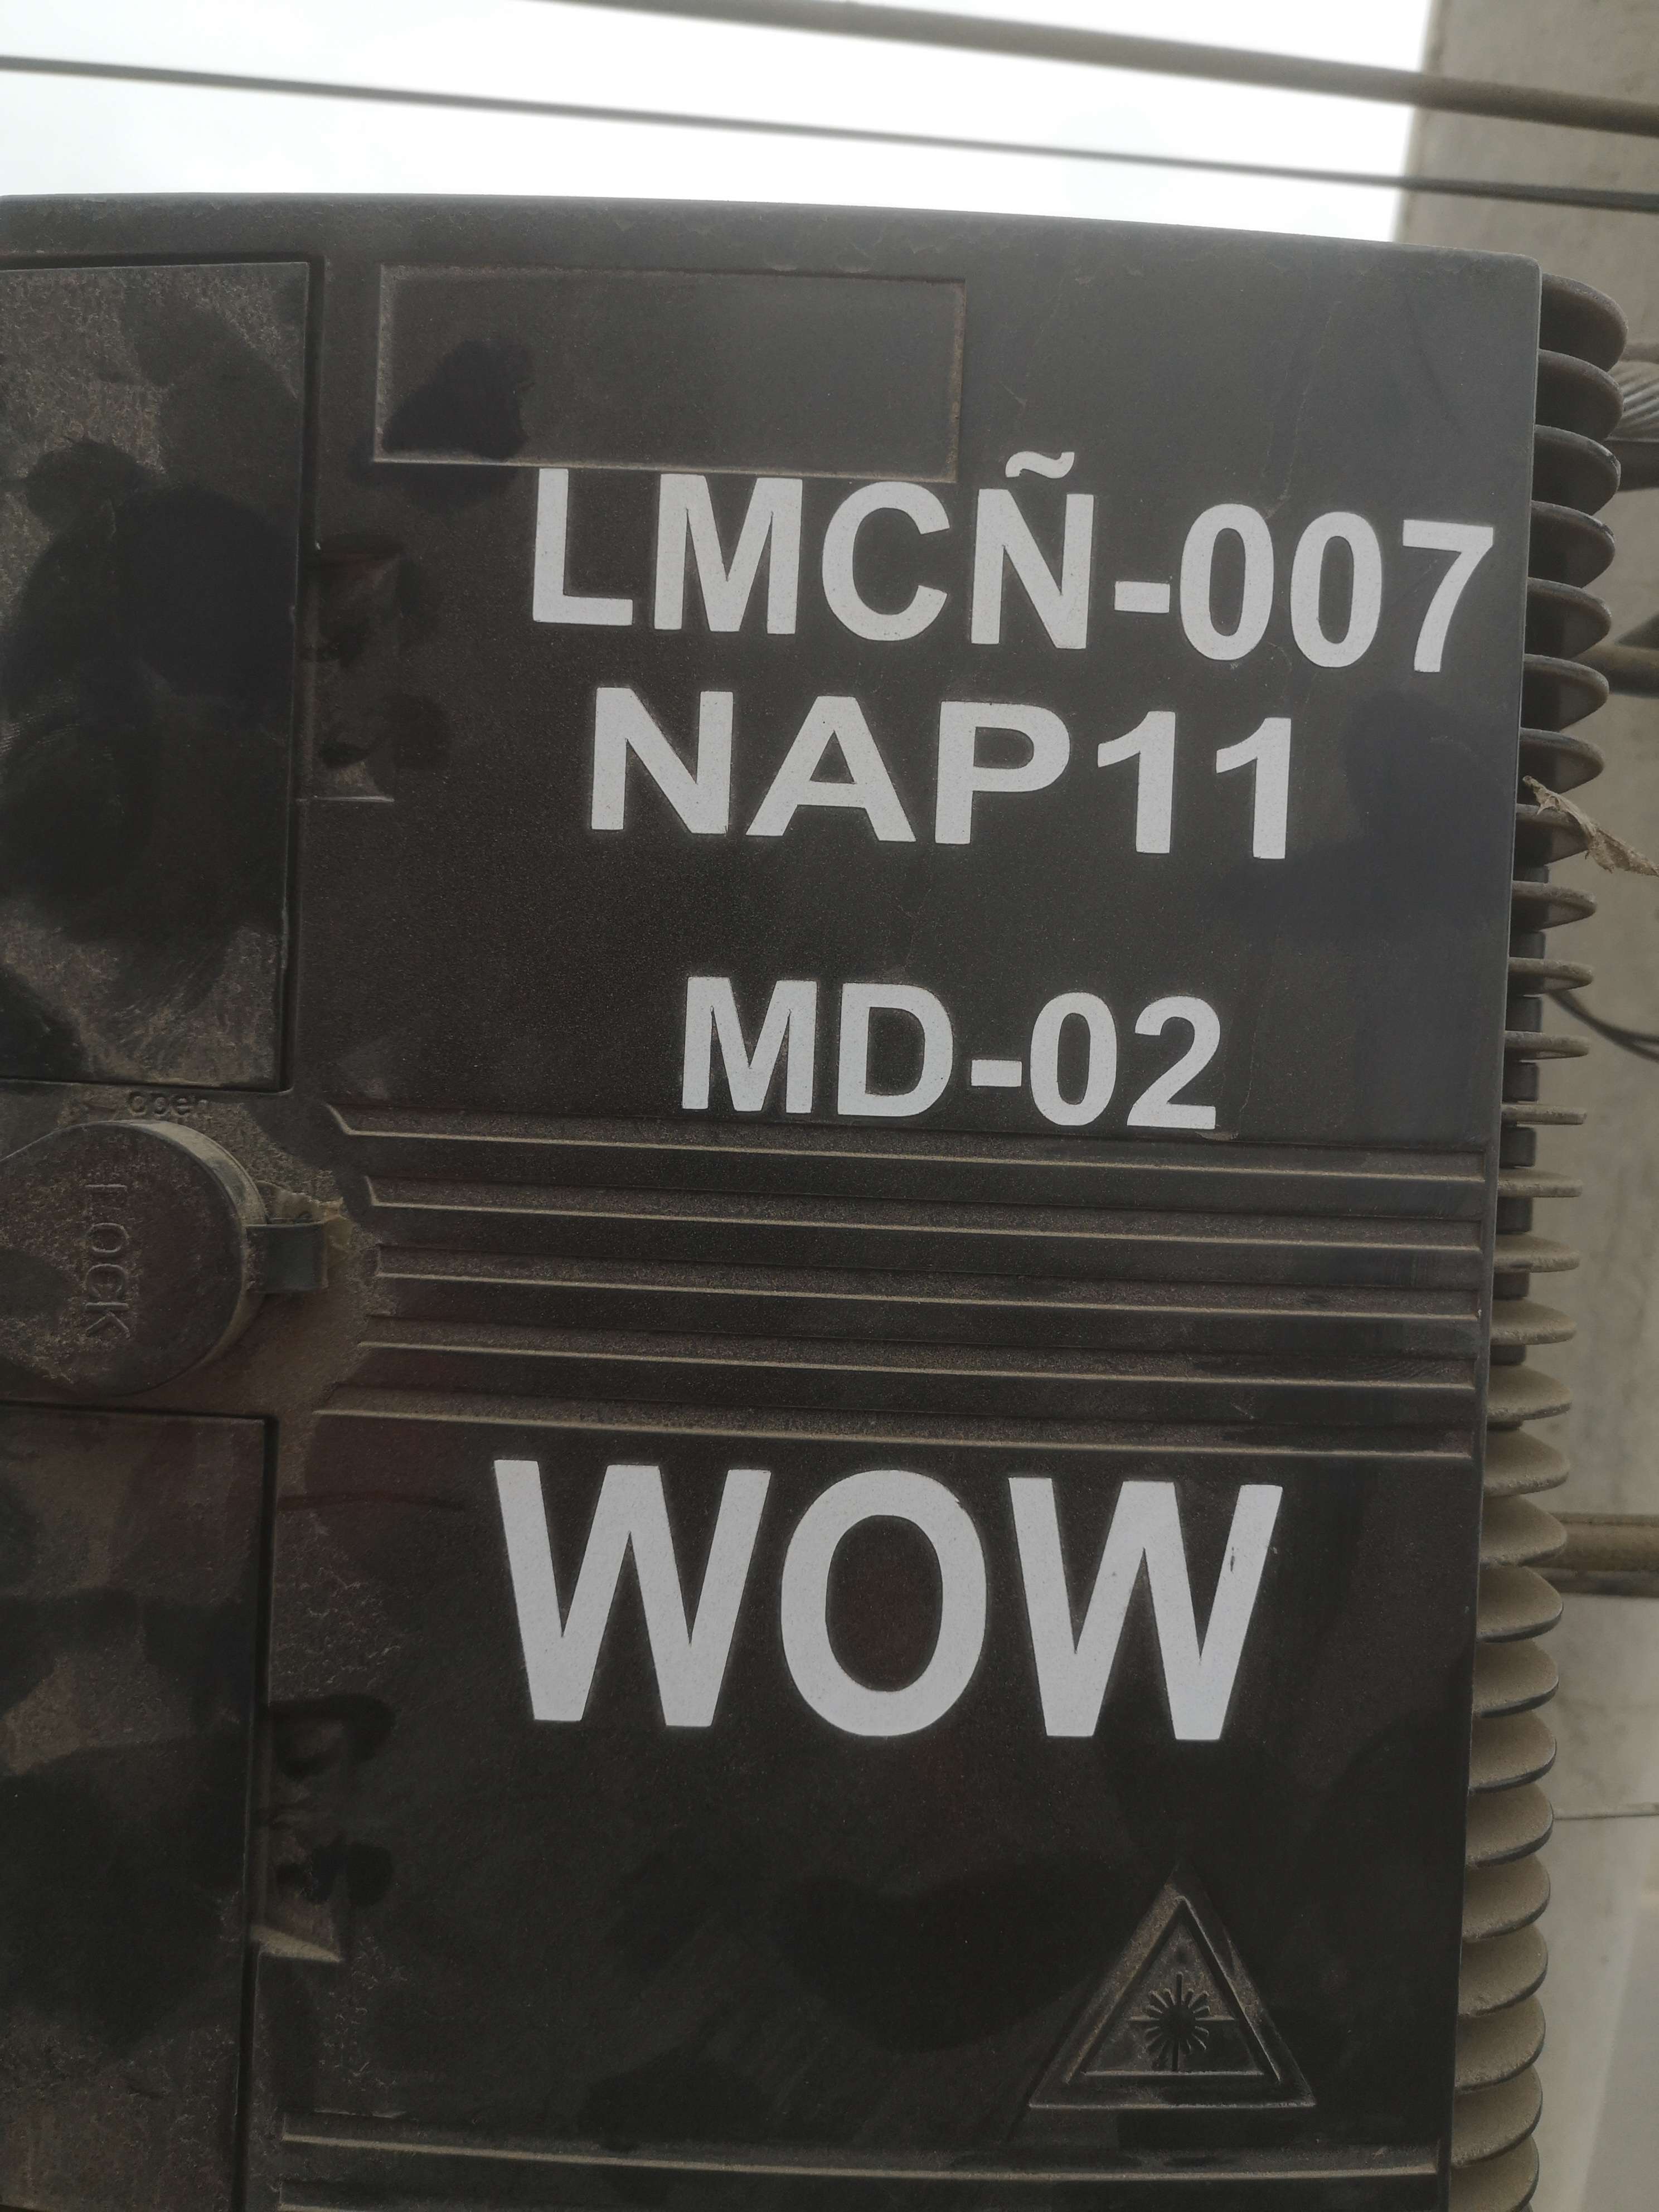 LMCÑ-007
NAP11
MD-02
open
LOCK
WOW